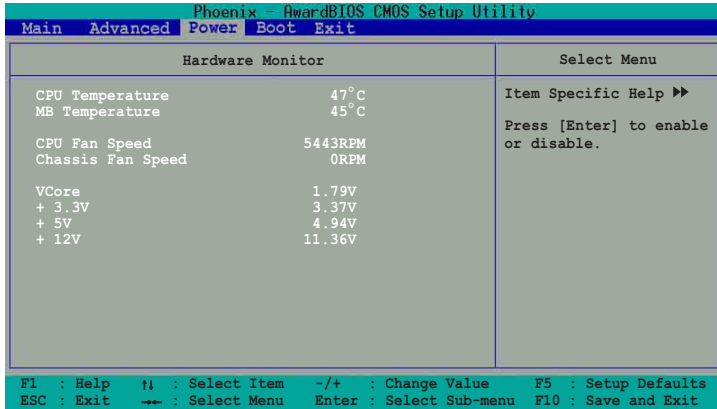 Phoenix - AwardBIOS CMOS Setup Utility
Main Advanced Power Boot Exit
Hardware Monitor
Select Menu
CPU Temperature 47°C
MB Temperature 45°C
CPU Fan Speed 5443RPM
Chassis Fan Speed 0RPM
VCore 1.79V
+ 3.3V 3.37V
+ 5V 4.94V
+ 12V 11.36V
Item Specific Help ▶▶
Press [Enter] to enable
or disable.
F1 : Help ↑↓ : Select Item -/+ : Change Value F5 : Setup Defaults
ESC : Exit →← : Select Menu Enter : Select Sub-menu F10 : Save and Exit